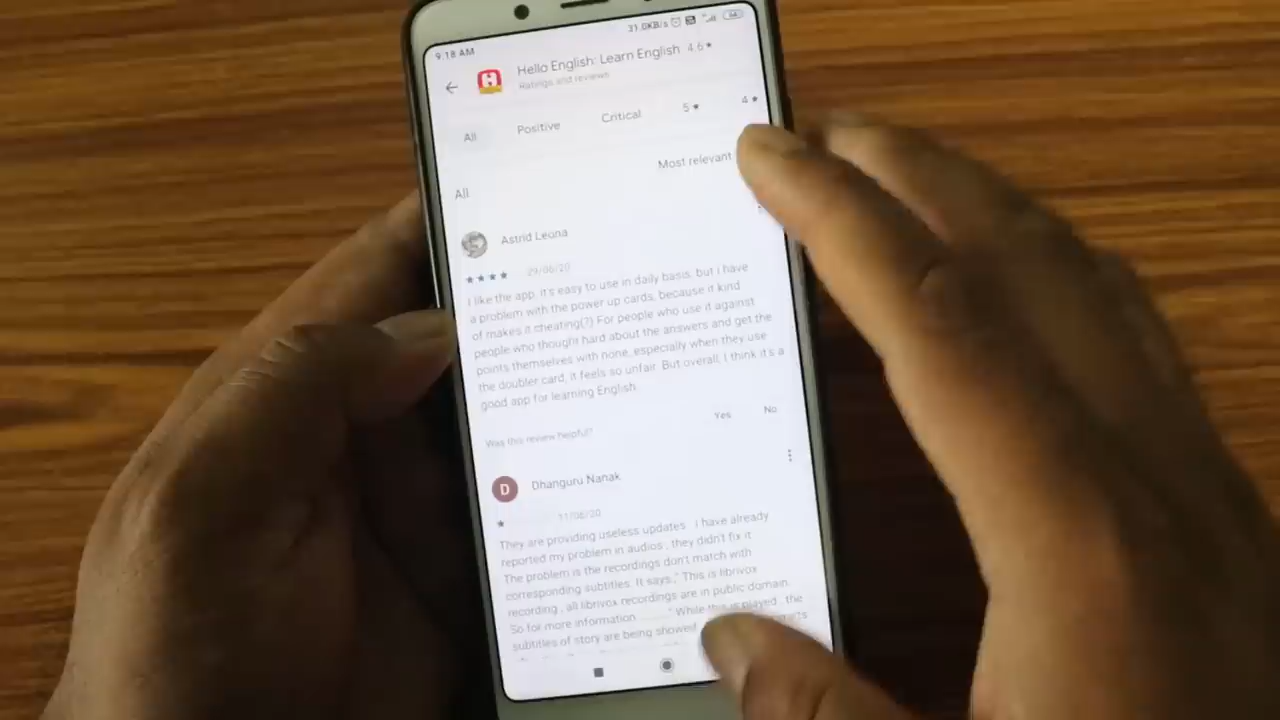 9:18 AM 31.0KB/s
Hello English: Learn English 4.6★
Ratings and reviews
All Positive Critical 5★ 4★
Most relevant
All
Astrid Leona
29/06/20
I like the app, it's easy to use in daily basis, but i have
a problem with the power up cards, because it kind
of makes it cheating(?) For people who use it against
people who thought hard about the answers and get the
points themselves with none, especially when they use
the doubler card, it feels so unfair. But overall, I think it's a
good app for learning English.
Was this review helpful? Yes No
D Dhanguru Nanak
11/06/20
They are providing useless updates . i have already
reported my problem in audios , they didn't fix it
The problem is the recordings don't match with
corresponding subtitles. It says ," This is librivox
recording , all librivox recordings are in public domain.
So for more information ........." While this is played , the
subtitles of story are being showed